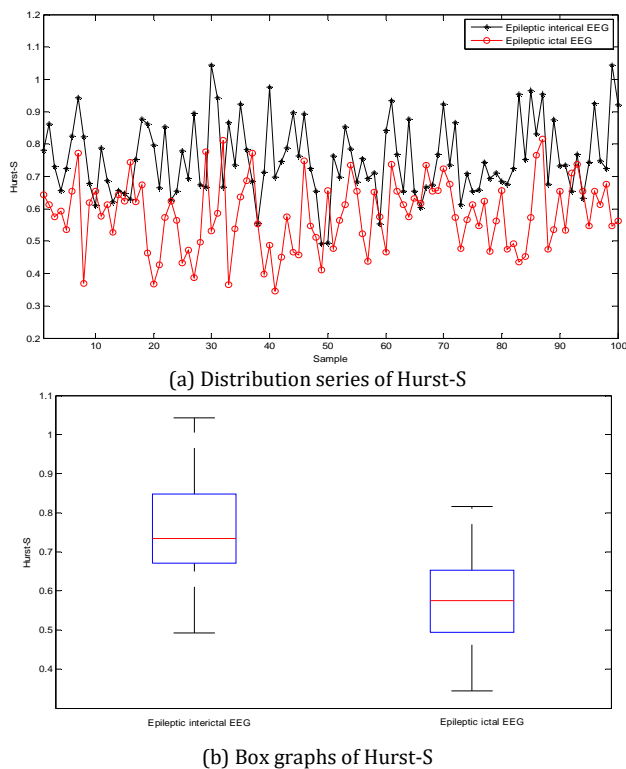 1.2
1.1
1
0.9
0.8
0.7
0.6
0.5
0.4
0.3
0.2
Hurst-S
Epileptic interical EEG
Epileptic ictal EEG
10 20 30 40 50 60 70 80 90 100
Sample
(a) Distribution series of Hurst-S
1.1
1
0.9
0.8
0.7
0.6
0.5
0.4
Hurst-S
Epileptic interictal EEG Epileptic ictal EEG
(b) Box graphs of Hurst-S